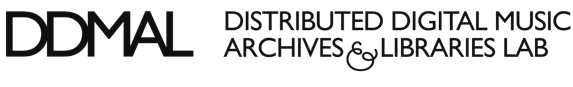 DDMAL
DISTRIBUTED DIGITAL MUSIC
ARCHIVES & LIBRARIES LAB